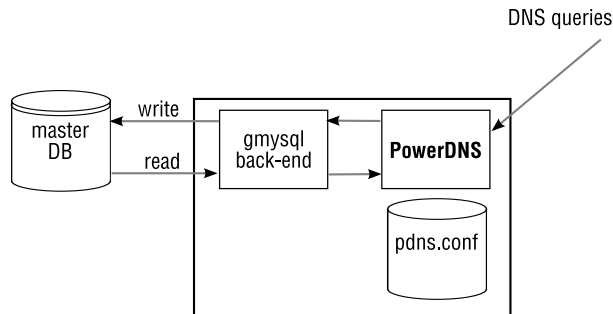 DNS queries
write
master
DB
read
gmysql
back-end
PowerDNS
pdns.conf